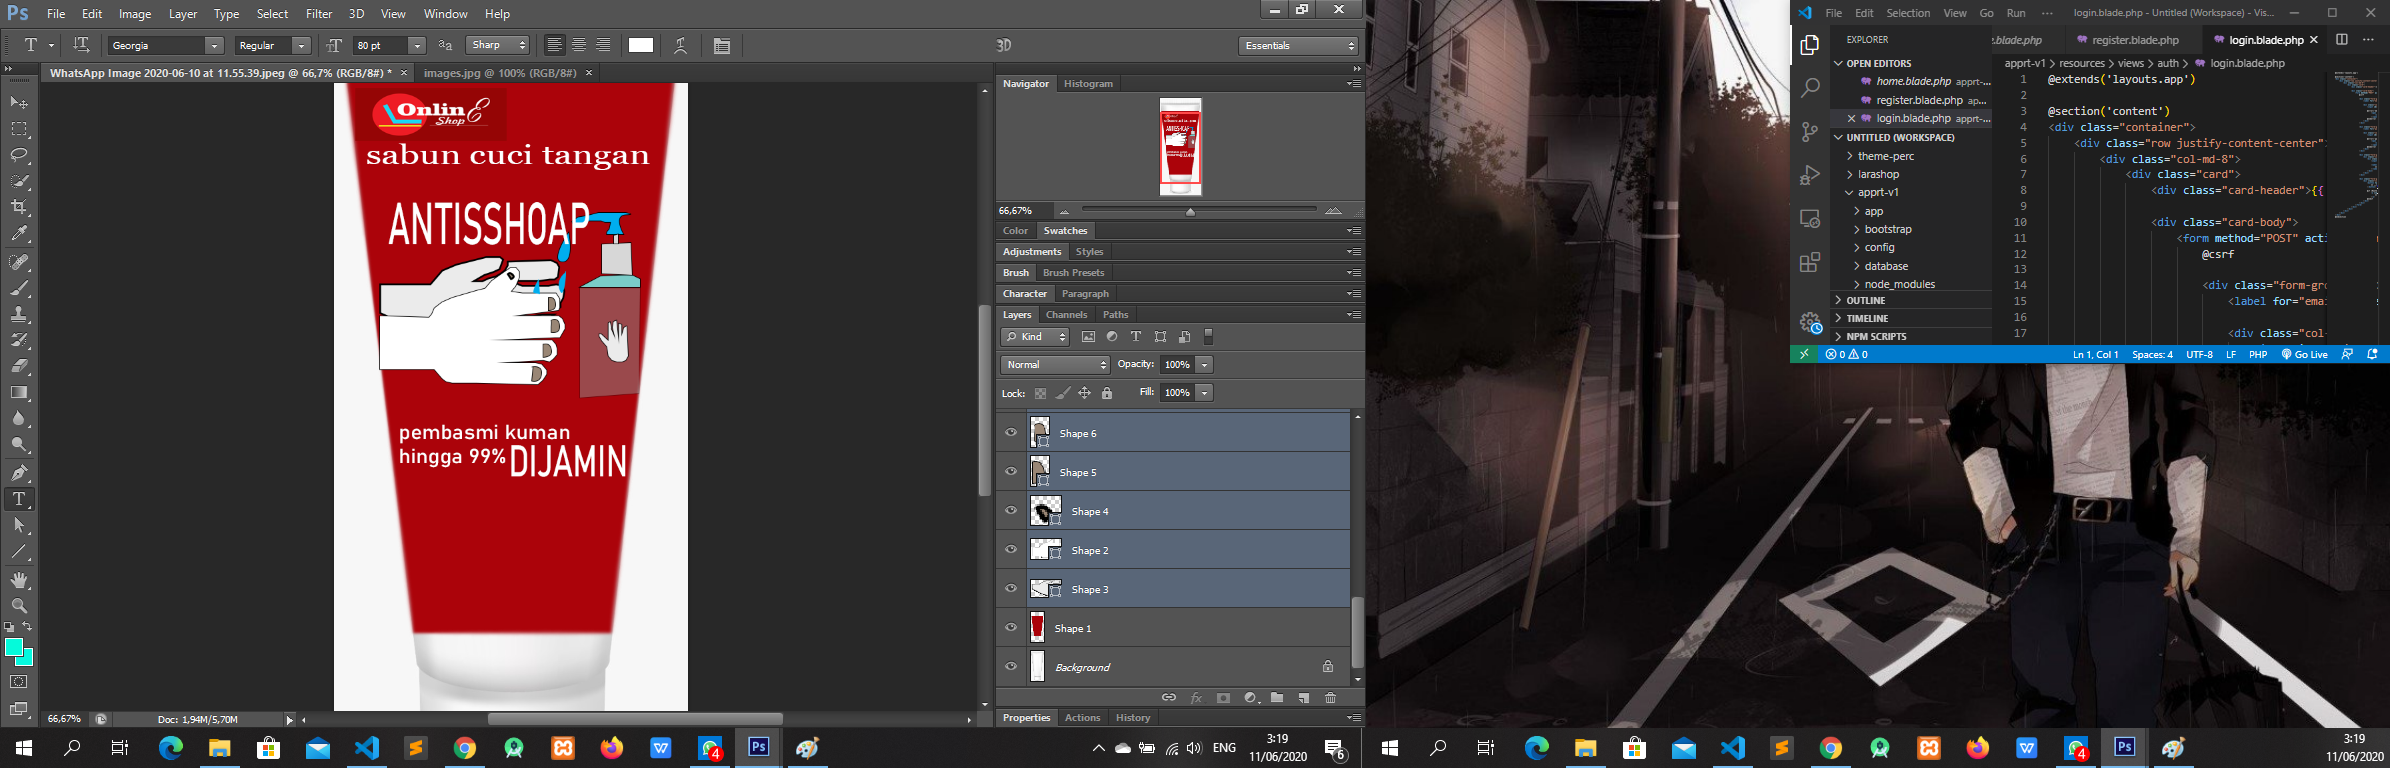 Ps File Edit Image Layer Type Select Filter 3D View Window Help
Georgia Regular 80 pt Sharp 3D Essentials
WhatsApp Image 2020-06-10 at 11.55.39.jpeg @ 66,7% (RGB/8#) * × images.jpg @ 100% (RGB/8#) ×
OnlinE
Shop
sabun cuci tangan
ANTISSHOAP
pembasmi kuman
hingga 99% DIJAMIN
66,67% Doc: 1,94M/5,70M
Navigator Histogram
66,67%
Color Swatches
Adjustments Styles
Brush Brush Presets
Character Paragraph
Layers Channels Paths
Kind
Normal Opacity: 100%
Lock: Fill: 100%
Shape 6
Shape 5
Shape 4
Shape 2
Shape 3
Shape 1
Background
Properties Actions History
File Edit Selection View Go Run ··· login.blade.php - Untitled (Workspace) - Vis...
EXPLORER
e.blade.php register.blade.php login.blade.php
OPEN EDITORS
home.blade.php apprt-...
register.blade.php ap...
login.blade.php apprt-...
UNTITLED (WORKSPACE)
theme-perc
larashop
apprt-v1
app
bootstrap
config
database
node_modules
OUTLINE
TIMELINE
NPM SCRIPTS
apprt-v1 > resources > views > auth > login.blade.php
1 @extends('layouts.app')
2
3 @section('content')
4 <div class="container">
5 <div class="row justify-content-center"
6 <div class="col-md-8">
7 <div class="card">
8 <div class="card-header">{{
9
10 <div class="card-body">
11 <form method="POST" acti
12 @csrf
13
14 <div class="form-gro
15 <label for="emai
16
17 <div class="col-
0 0 Ln 1, Col 1 Spaces: 4 UTF-8 LF PHP Go Live
4 Ps ENG 3:19
11/06/2020 6
4 Ps 3:19
11/06/2020